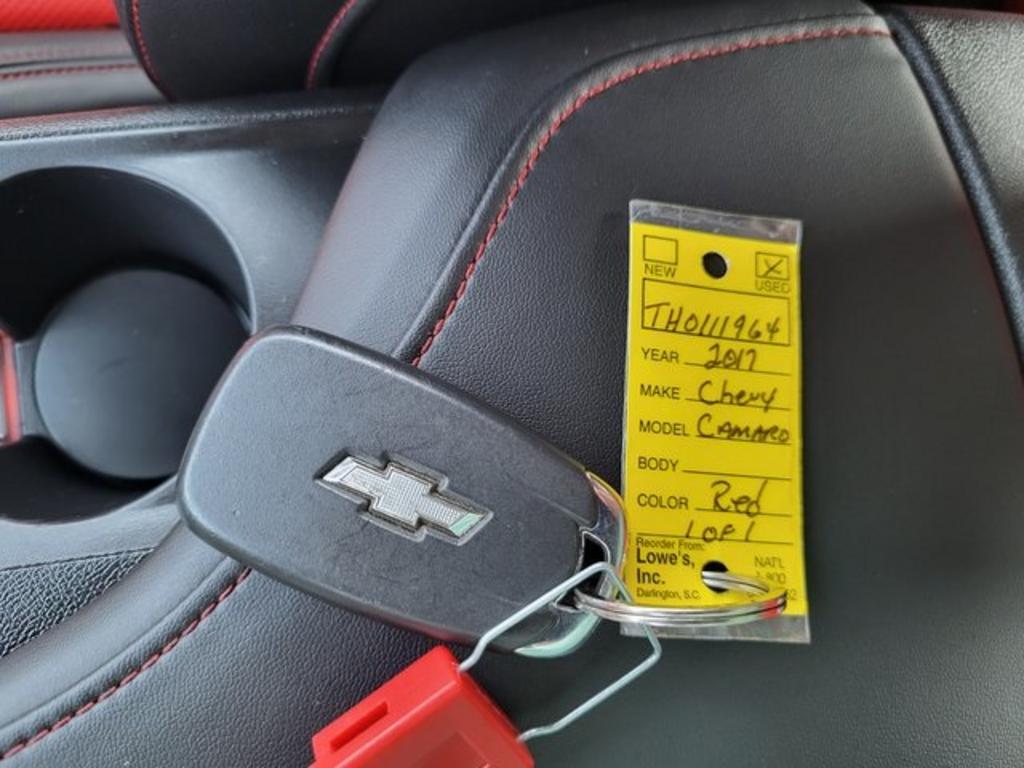 NEW
USED
TH0111964
YEAR 2017
MAKE Chevy
MODEL CAMARO
BODY
COLOR Red
1 OF 1
Reorder From:
Lowe's, NAT'L
Inc.
Darlington, S.C.